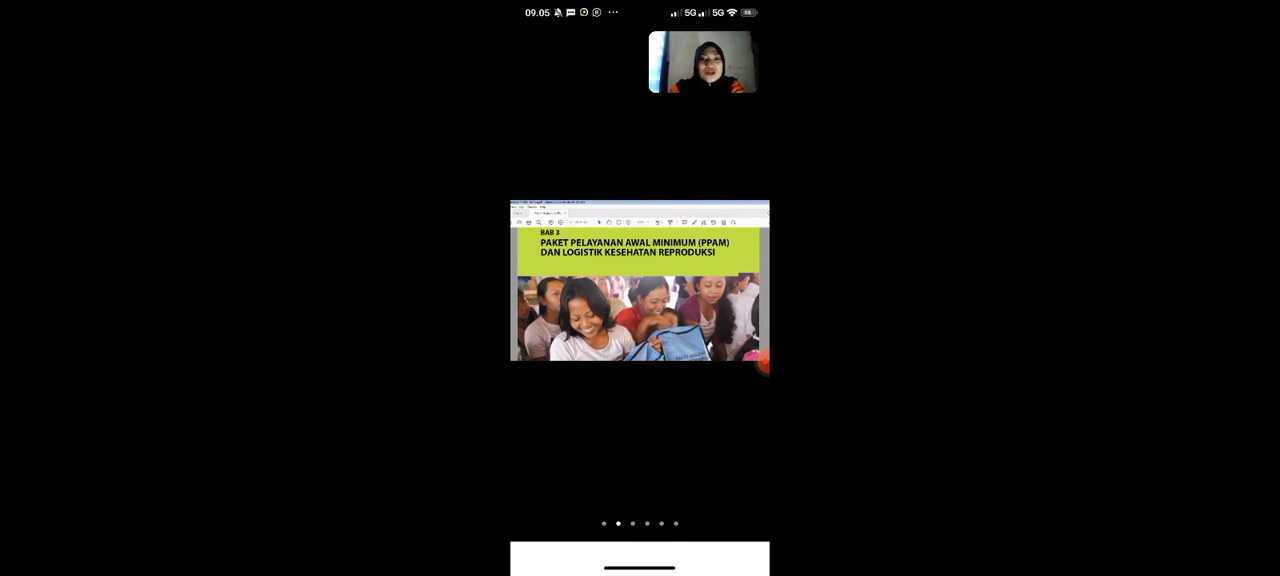 09.05
5G 5G
BAB 3
PAKET PELAYANAN AWAL MINIMUM (PPAM)
DAN LOGISTIK KESEHATAN REPRODUKSI